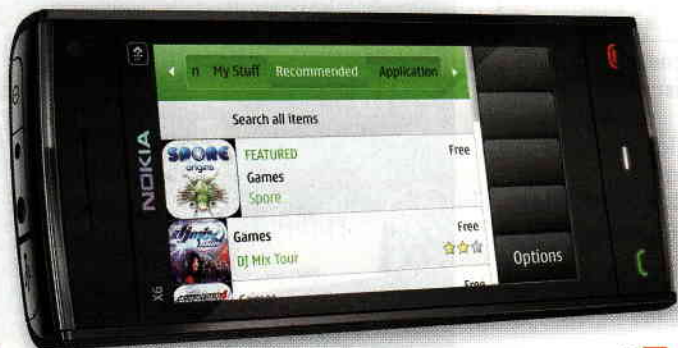 NOKIA
X6
n My Stuff Recommended Application
Search all items
SPORE
origins
FEATURED
Free
Games
Spore
Games
Free
DJ Mix Tour
Games
Free
Options